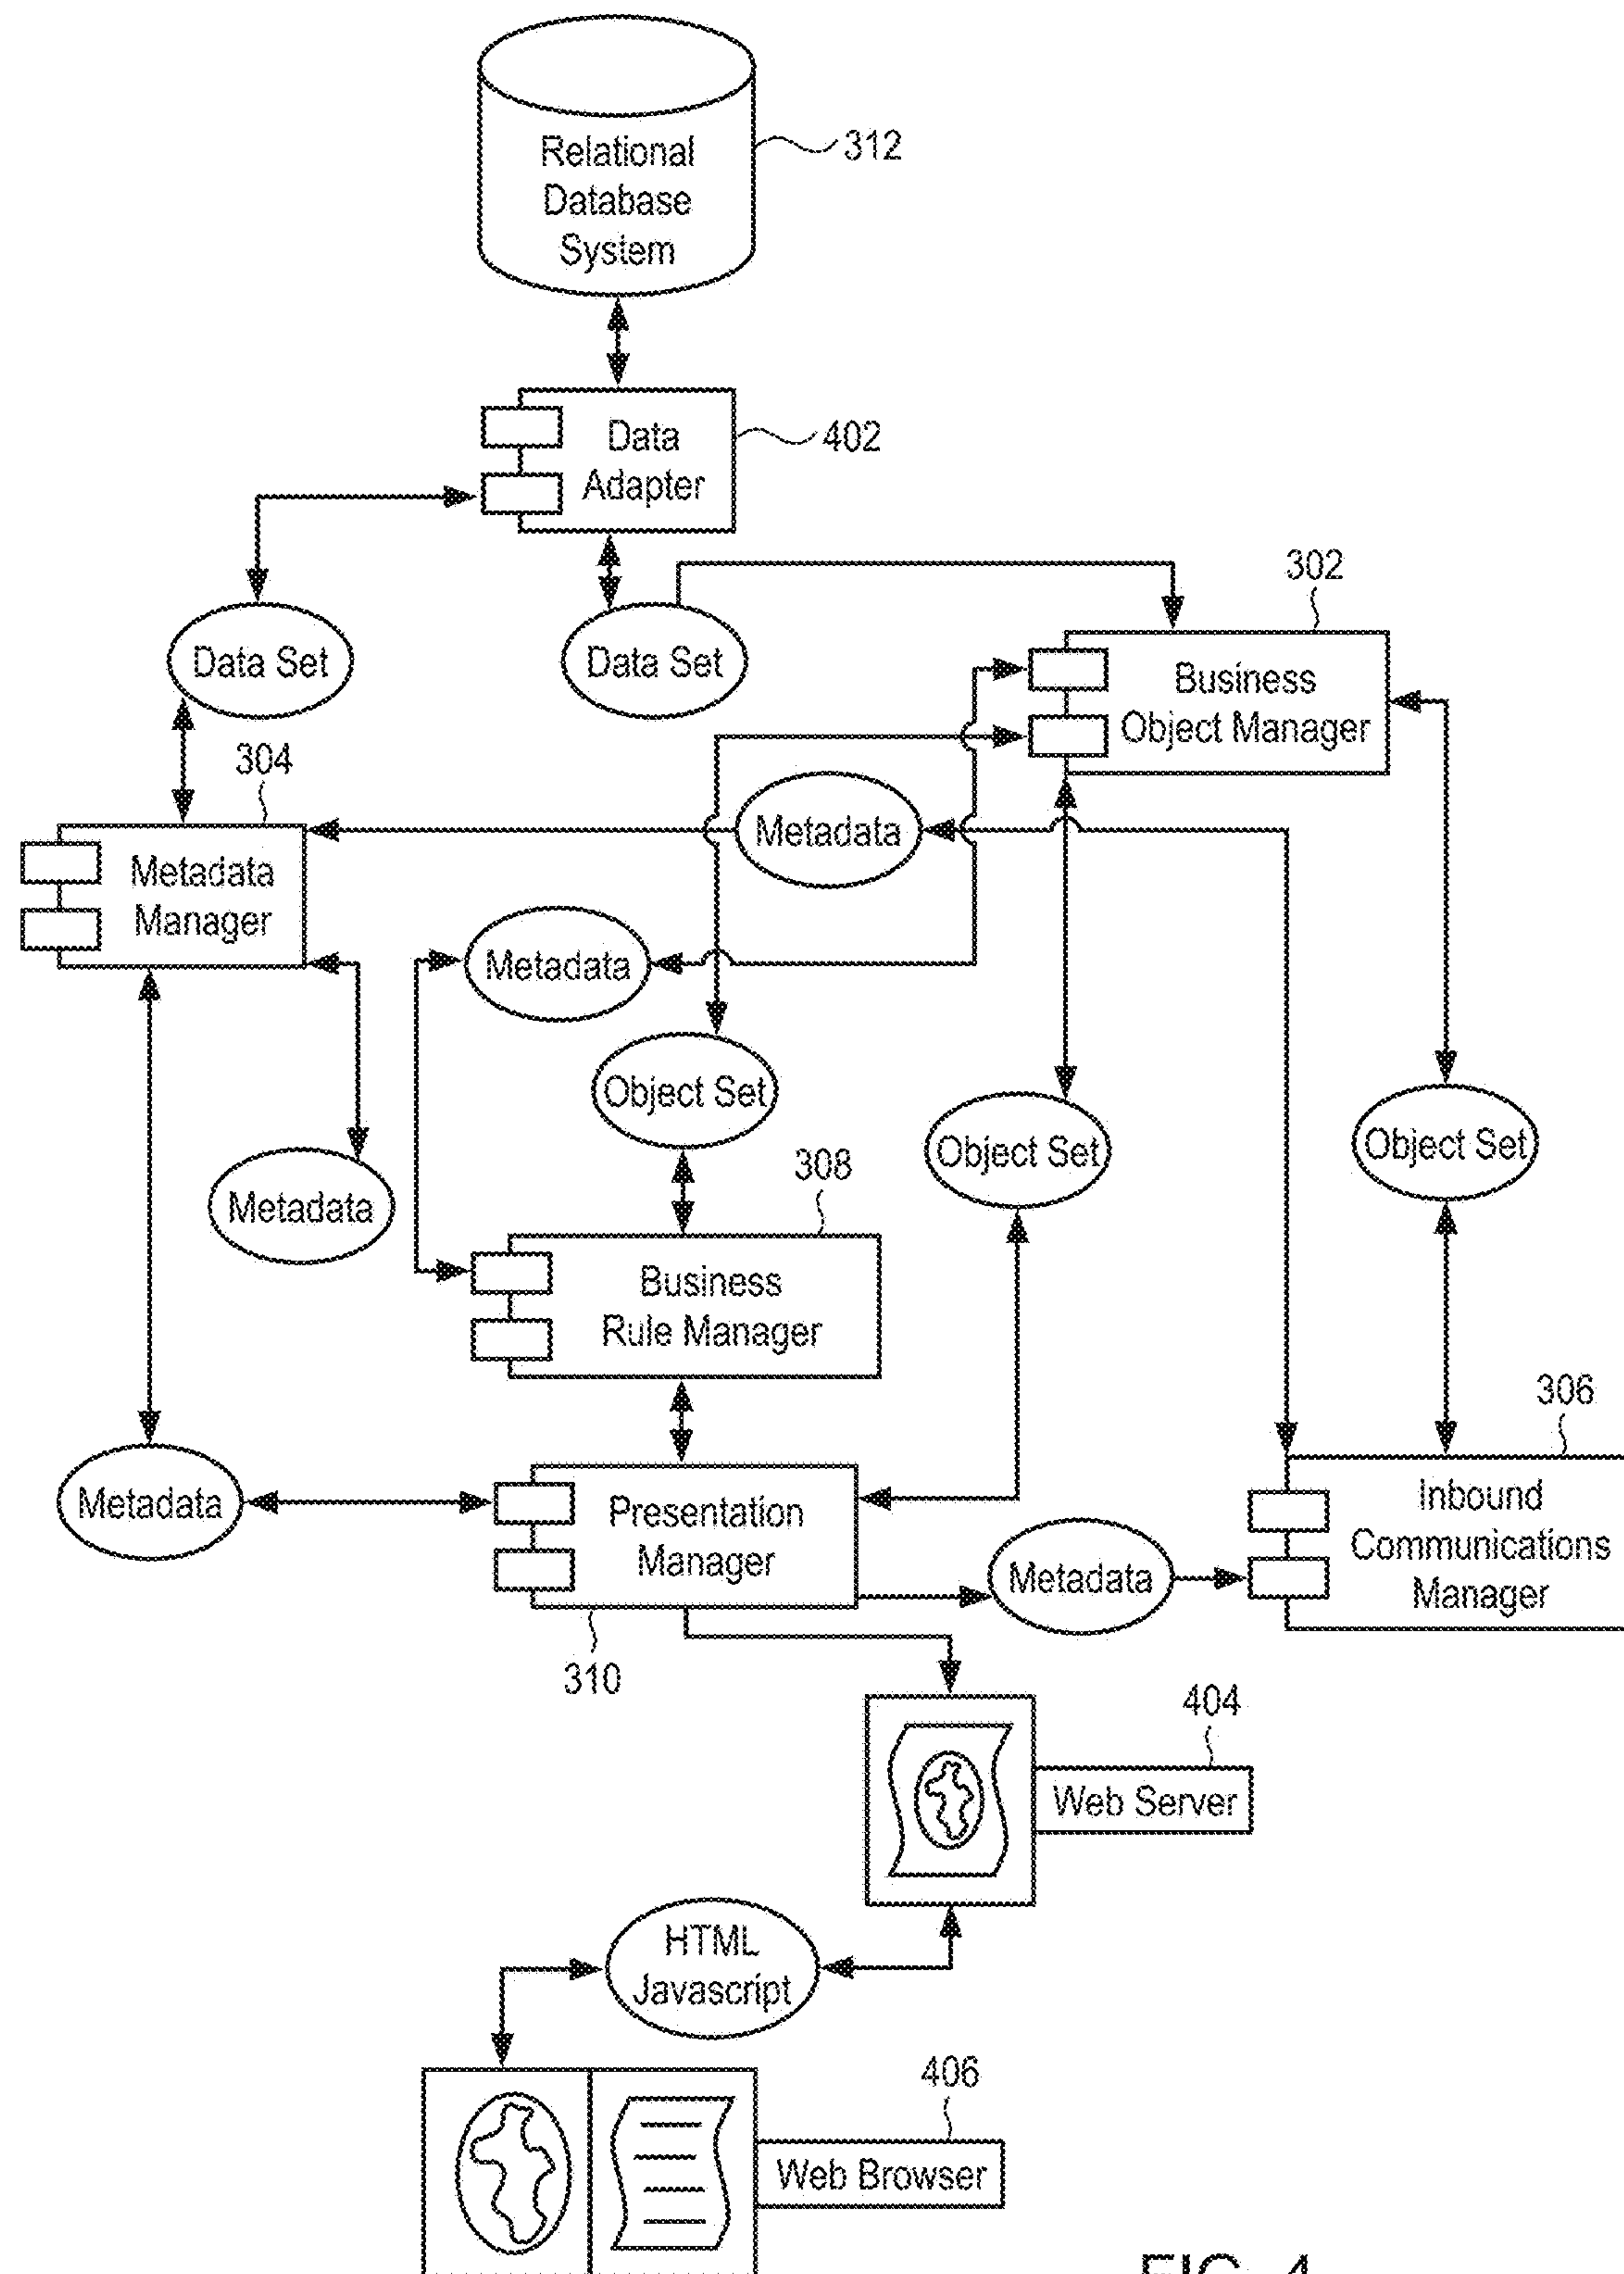 Relational
Database
System
312
Data
Adapter
402
302
Data Set
Data Set
Business
Object Manager
304
Metadata
Metadata
Manager
Metadata
Object Set
Object Set
Object Set
308
Metadata
Business
Rule Manager
306
Metadata
Presentation
Manager
Metadata
Inbound
Communications
Manager
310
404
Web Server
HTML
Javascript
406
Web Browser
FIG. 4